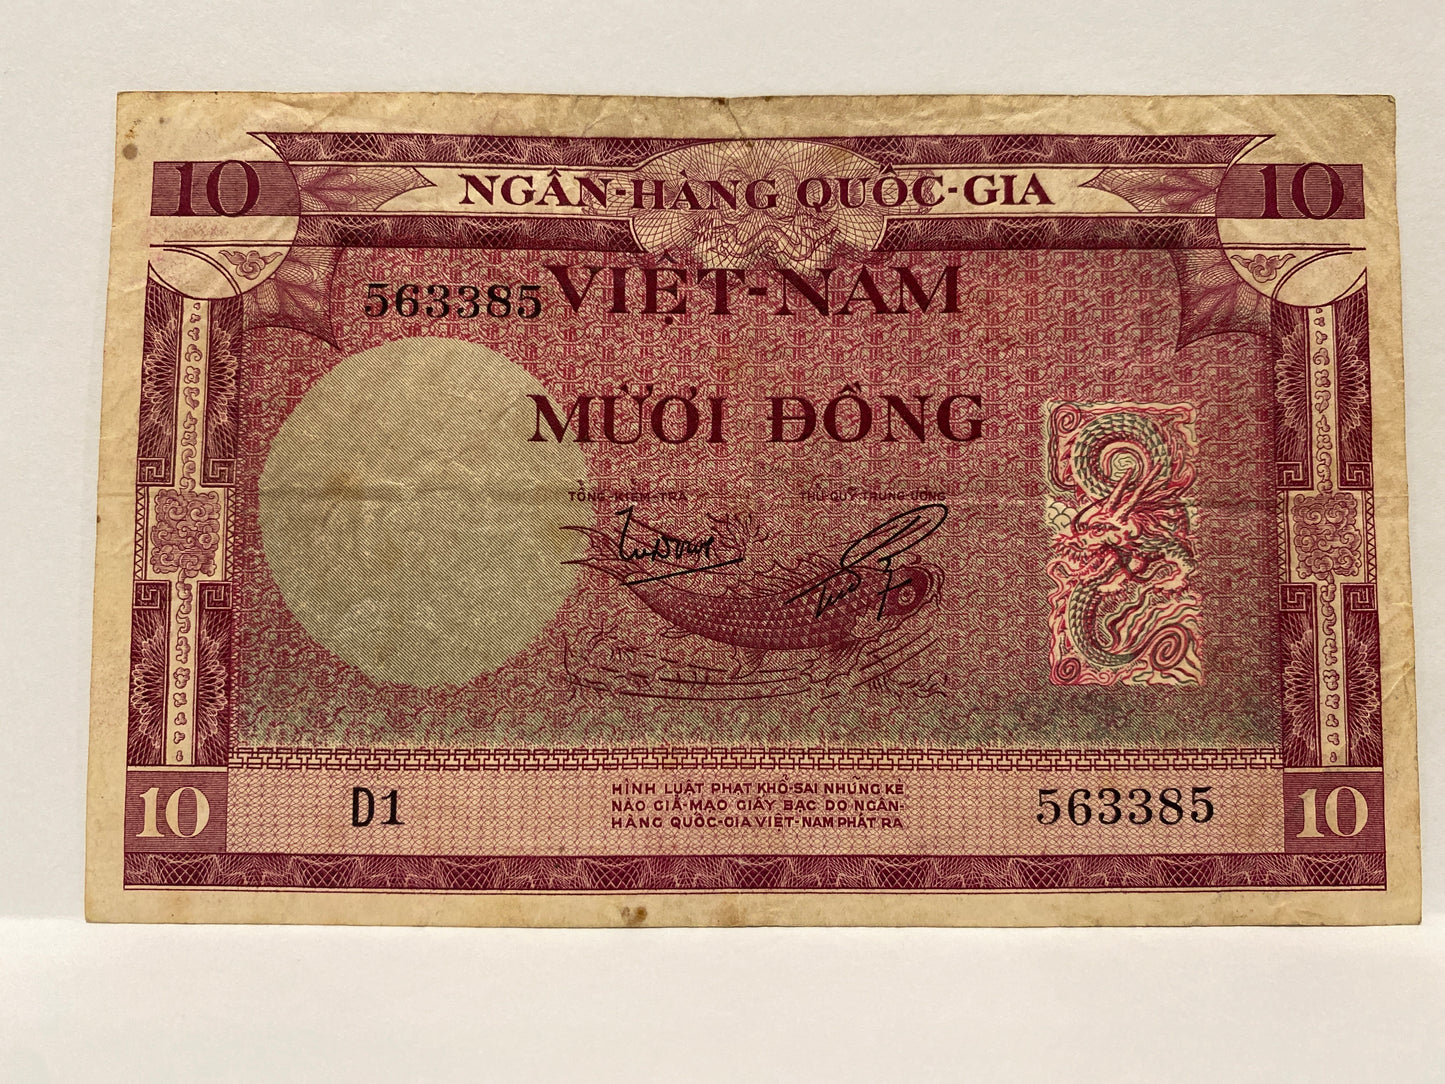 10 NGÂN-HÀNG QUỐC-GIA 10
563385 VIỆT-NAM
MƯỜI ĐỒNG
TỔNG-KIỂM-TRA THỦ QUỸ TRUNG-ƯƠNG
10 D1 563385 10
HÌNH LUẬT PHẠT KHỔ-SAI NHỮNG KẺ
NÀO GIẢ-MẠO GIẤY BẠC DO NGÂN-
HÀNG QUỐC-GIA VIỆT-NAM PHÁT RA